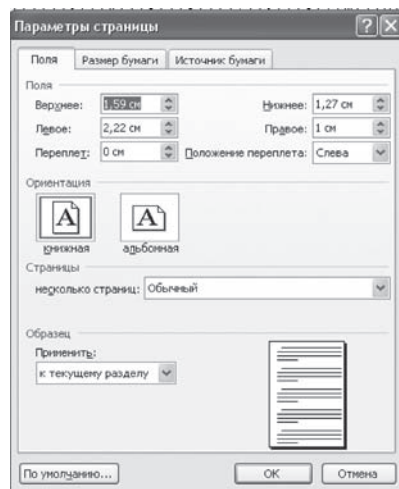 Параметры страницы
Поля Размер бумаги Источник бумаги
Поля
Верхнее: 1,59 см Нижнее: 1,27 см
Левое: 2,22 см Правое: 1 см
Переплет: 0 см Положение переплета: Слева
Ориентация
A A
книжная альбомная
Страницы
несколько страниц: Обычный
Образец
Применить:
к текущему разделу
По умолчанию... ОК Отмена